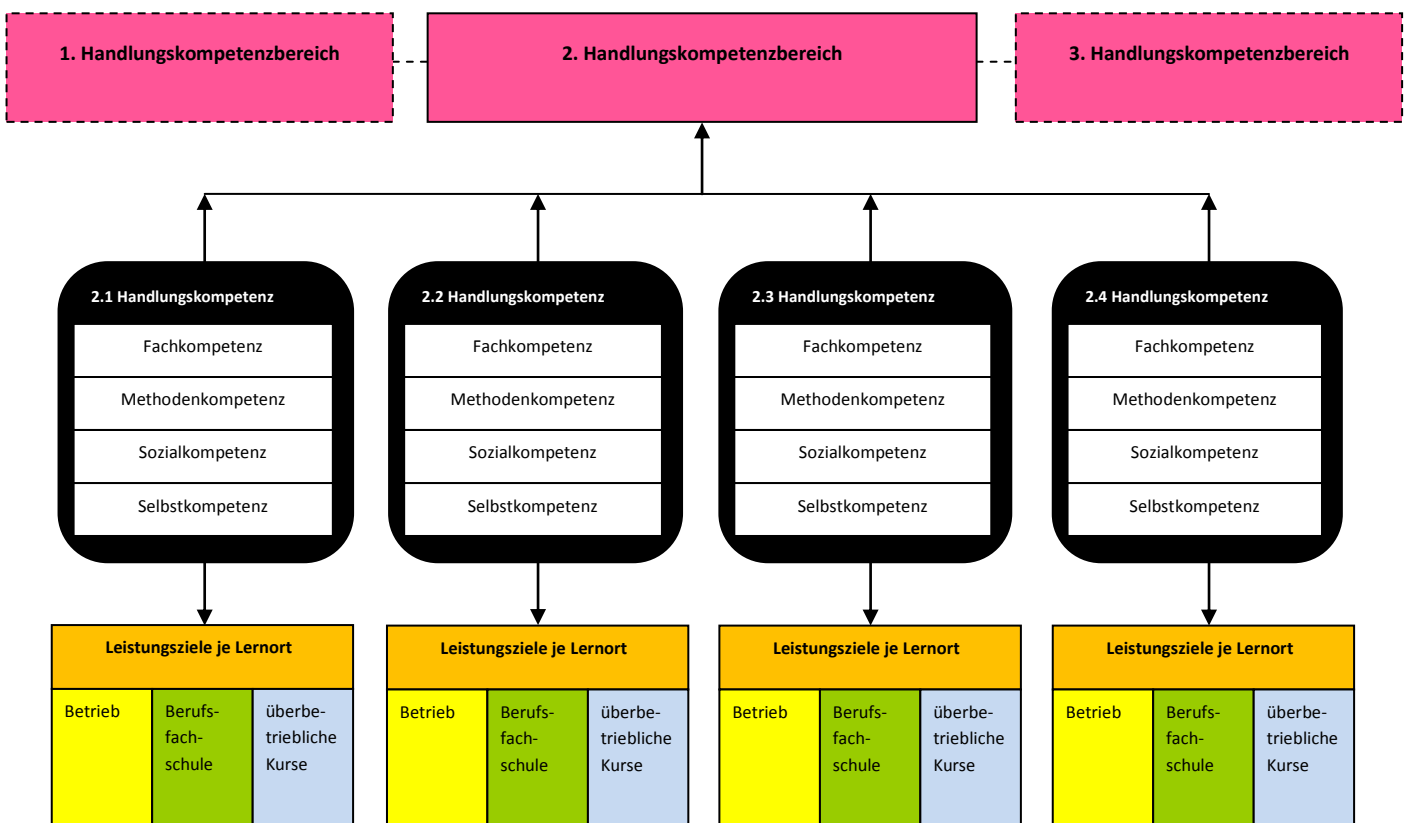 1. Handlungskompetenzbereich
2. Handlungskompetenzbereich
3. Handlungskompetenzbereich
2.1 Handlungskompetenz
Fachkompetenz
Methodenkompetenz
Sozialkompetenz
Selbstkompetenz
2.2 Handlungskompetenz
Fachkompetenz
Methodenkompetenz
Sozialkompetenz
Selbstkompetenz
2.3 Handlungskompetenz
Fachkompetenz
Methodenkompetenz
Sozialkompetenz
Selbstkompetenz
2.4 Handlungskompetenz
Fachkompetenz
Methodenkompetenz
Sozialkompetenz
Selbstkompetenz
Leistungsziele je Lernort
Betrieb
Berufs-
fach-
schule
überbe-
triebliche
Kurse
Leistungsziele je Lernort
Betrieb
Berufs-
fach-
schule
überbe-
triebliche
Kurse
Leistungsziele je Lernort
Betrieb
Berufs-
fach-
schule
überbe-
triebliche
Kurse
Leistungsziele je Lernort
Betrieb
Berufs-
fach-
schule
überbe-
triebliche
Kurse